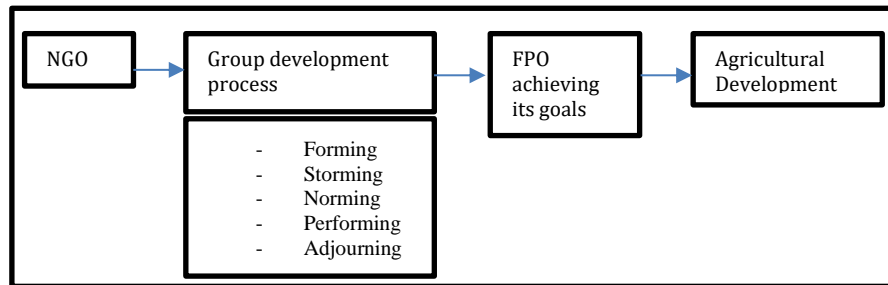 NGO
Group development
process
FPO
achieving
its goals
Agricultural
Development
- Forming
- Storming
- Norming
- Performing
- Adjourning